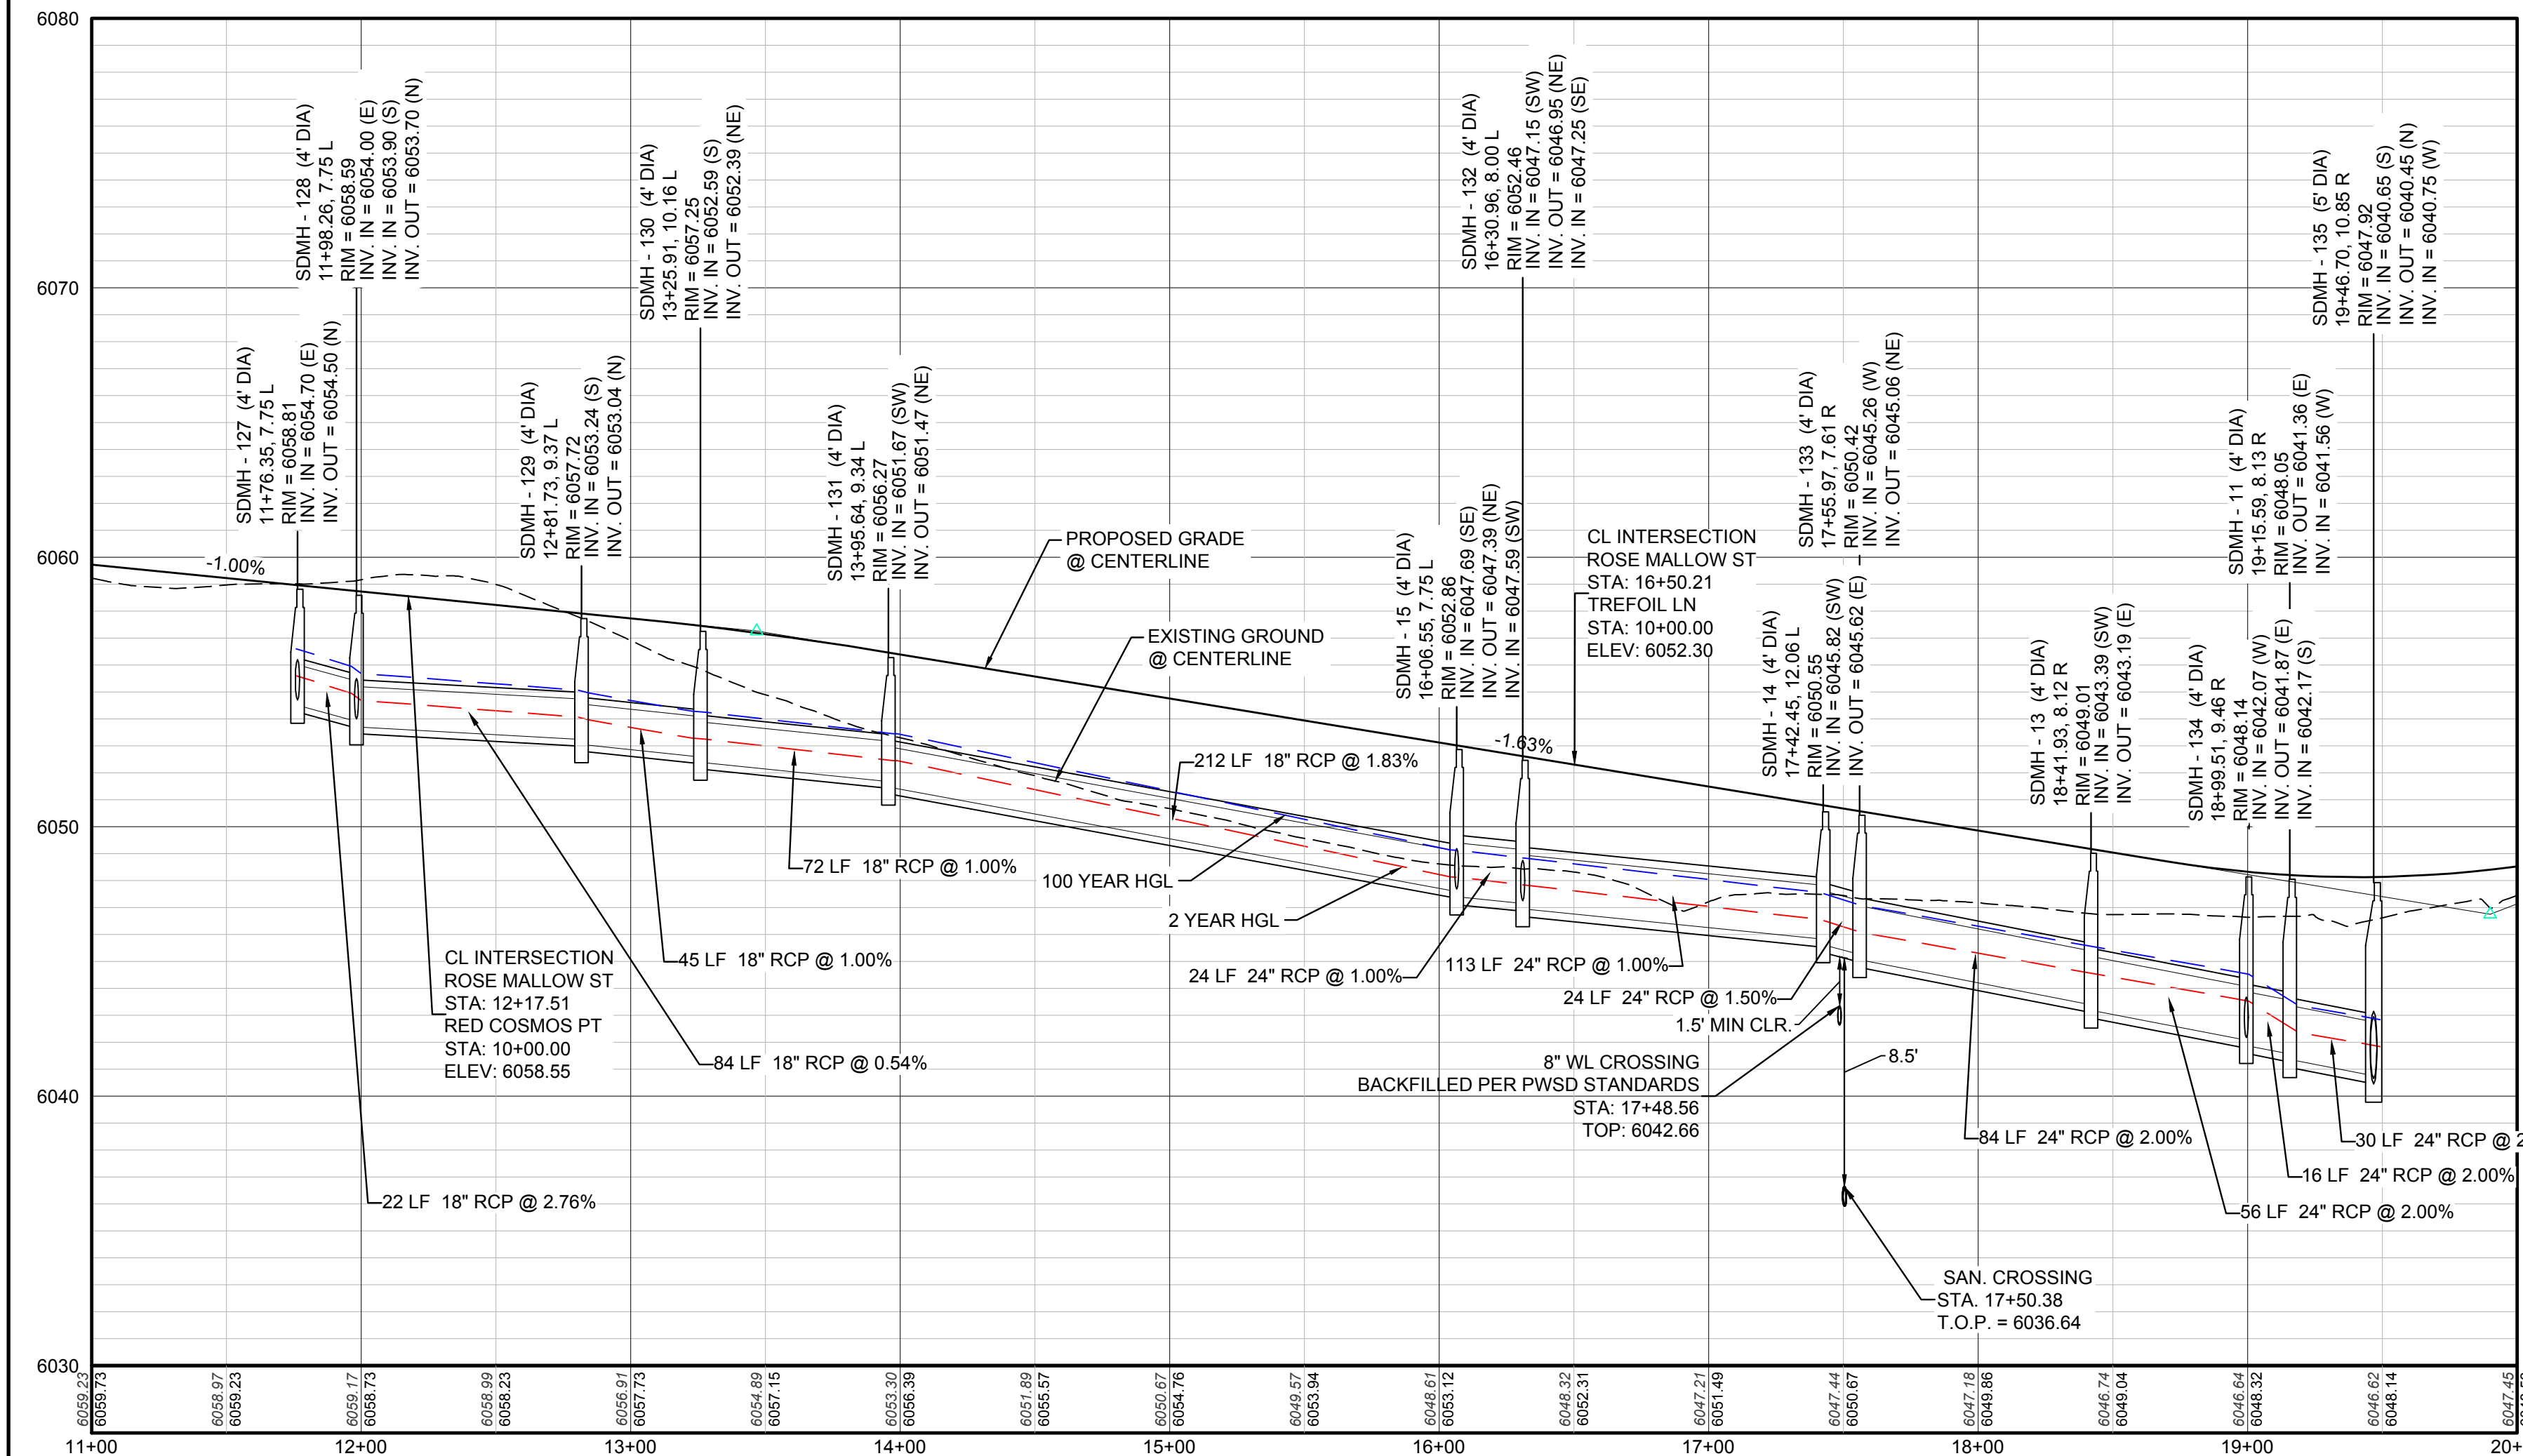 6080
6070
6060
6050
6040
6030
SDMH - 127  (4' DIA)
11+76.35, 7.75 L
RIM = 6058.81
INV. IN = 6054.70 (E)
INV. OUT = 6054.50 (N)
SDMH - 128  (4' DIA)
11+98.26, 7.75 L
RIM = 6058.59
INV. IN = 6054.00 (E)
INV. IN = 6053.90 (S)
INV. OUT = 6053.70 (N)
SDMH - 129  (4' DIA)
12+81.73, 9.37 L
RIM = 6057.72
INV. IN = 6053.24 (S)
INV. OUT = 6053.04 (N)
SDMH - 130  (4' DIA)
13+25.91, 10.16 L
RIM = 6057.25
INV. IN = 6052.59 (S)
INV. OUT = 6052.39 (NE)
SDMH - 131  (4' DIA)
13+95.64, 9.34 L
RIM = 6056.27
INV. IN = 6051.67 (SW)
INV. OUT = 6051.47 (NE)
SDMH - 15  (4' DIA)
16+06.55, 7.75 L
RIM = 6052.86
INV. IN = 6047.69 (SE)
INV. OUT = 6047.39 (NE)
INV. IN = 6047.59 (SW)
SDMH - 132  (4' DIA)
16+30.96, 8.00 L
RIM = 6052.46
INV. IN = 6047.15 (SW)
INV. OUT = 6046.95 (NE)
INV. IN = 6047.25 (SE)
SDMH - 14  (4' DIA)
17+42.45, 12.06 L
RIM = 6050.55
INV. IN = 6045.82 (SW)
INV. OUT = 6045.62 (E)
SDMH - 133  (4' DIA)
17+55.97, 7.61 R
RIM = 6050.42
INV. IN = 6045.26 (W)
INV. OUT = 6045.06 (NE)
SDMH - 13  (4' DIA)
18+41.93, 8.12 R
RIM = 6049.01
INV. IN = 6043.39 (SW)
INV. OUT = 6043.19 (E)
SDMH - 134  (4' DIA)
18+99.51, 9.46 R
RIM = 6048.14
INV. IN = 6042.07 (W)
INV. OUT = 6041.87 (E)
INV. IN = 6042.17 (S)
SDMH - 11  (4' DIA)
19+15.59, 8.13 R
RIM = 6048.05
INV. OUT = 6041.36 (E)
INV. IN = 6041.56 (W)
SDMH - 135  (5' DIA)
19+46.70, 10.85 R
RIM = 6047.92
INV. IN = 6040.65 (S)
INV. OUT = 6040.45 (N)
INV. IN = 6040.75 (W)
-1.00%
PROPOSED GRADE
@ CENTERLINE
EXISTING GROUND
@ CENTERLINE
CL INTERSECTION
ROSE MALLOW ST
STA: 16+50.21
TREFOIL LN
STA: 10+00.00
ELEV: 6052.30
-1.63%
212 LF  18" RCP @ 1.83%
72 LF  18" RCP @ 1.00%
100 YEAR HGL
2 YEAR HGL
45 LF  18" RCP @ 1.00%
24 LF  24" RCP @ 1.00%
113 LF  24" RCP @ 1.00%
24 LF  24" RCP @ 1.50%
1.5' MIN CLR.
CL INTERSECTION
ROSE MALLOW ST
STA: 12+17.51
RED COSMOS PT
STA: 10+00.00
ELEV: 6058.55
84 LF  18" RCP @ 0.54%
22 LF  18" RCP @ 2.76%
8" WL CROSSING
BACKFILLED PER PWSD STANDARDS
STA: 17+48.56
TOP: 6042.66
8.5'
84 LF  24" RCP @ 2.00%
30 LF  24" RCP @ 2
16 LF  24" RCP @ 2.00%
56 LF  24" RCP @ 2.00%
SAN. CROSSING
STA. 17+50.38
T.O.P. = 6036.64
6059.23
6059.73
6058.97
6059.23
6059.17
6058.73
6058.99
6058.23
6056.91
6057.73
6054.89
6057.15
6053.30
6056.39
6051.89
6055.57
6050.67
6054.76
6049.57
6053.94
6048.61
6053.12
6048.32
6052.31
6047.21
6051.49
6047.44
6050.67
6047.18
6049.86
6046.74
6049.04
6046.64
6048.32
6046.62
6048.14
6047.45
11+00
12+00
13+00
14+00
15+00
16+00
17+00
18+00
19+00
20+